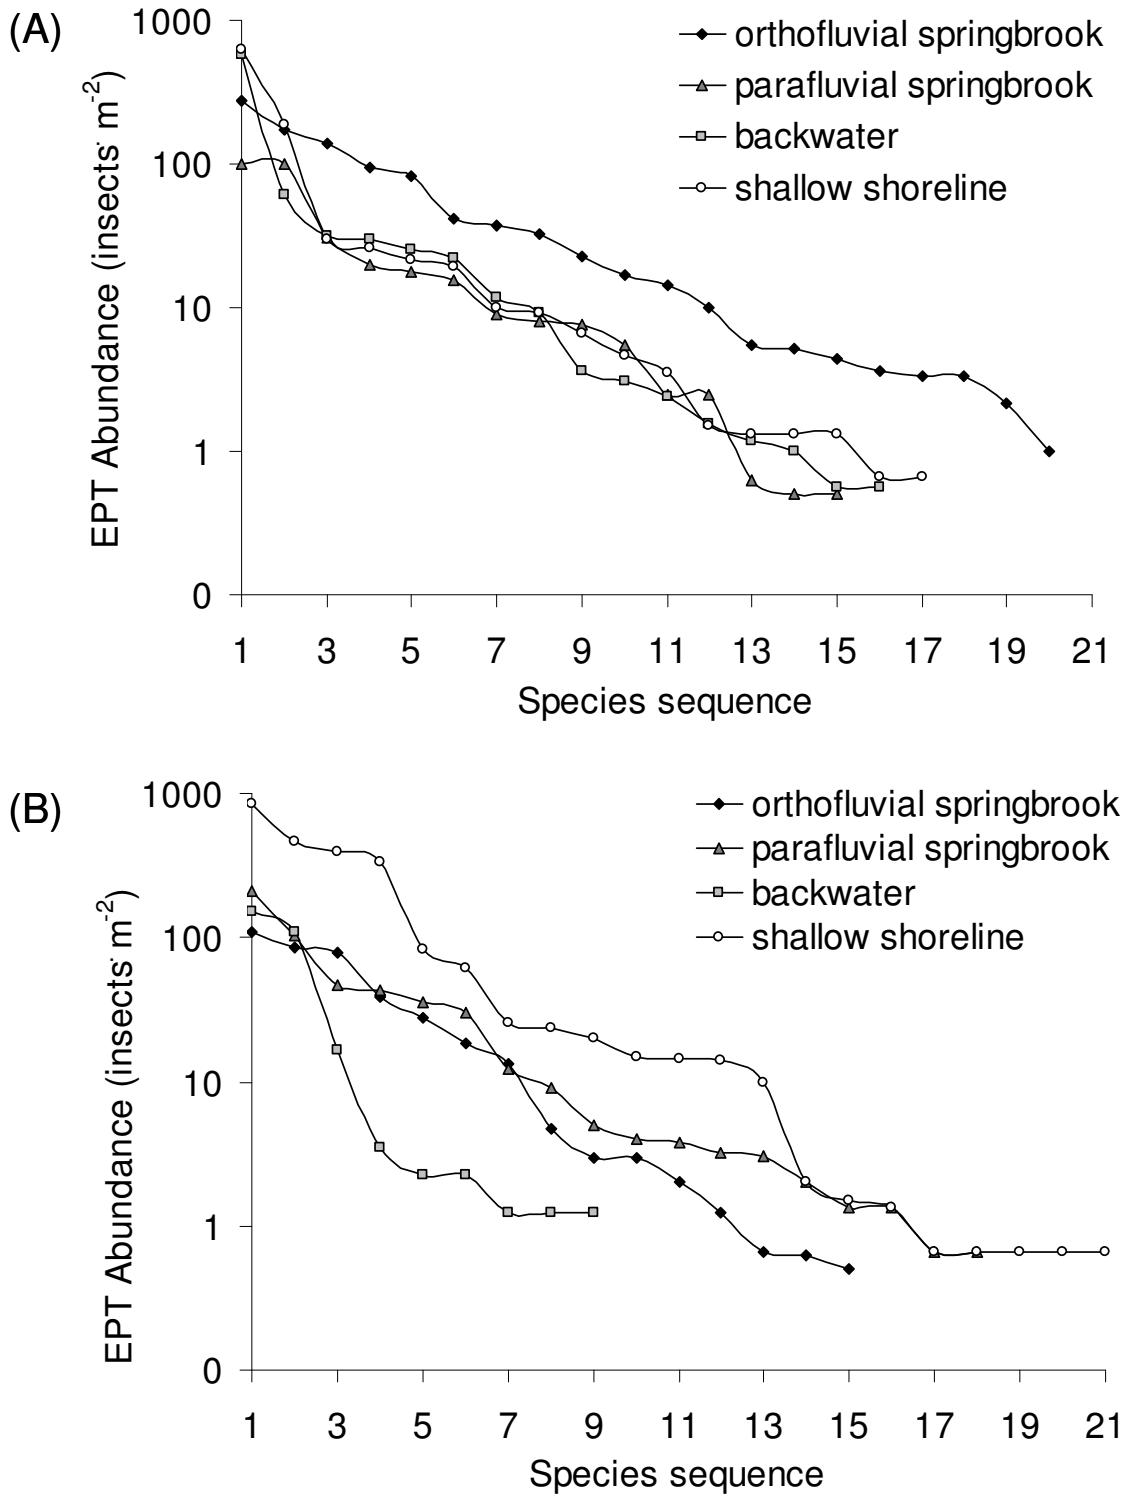 (A)
1000
100
10
1
0
EPT Abundance (insects· m-2)
orthofluvial springbrook
parafluvial springbrook
backwater
shallow shoreline
1 3 5 7 9 11 13 15 17 19 21
Species sequence
(B)
1000
100
10
1
0
EPT Abundance (insects· m-2)
orthofluvial springbrook
parafluvial springbrook
backwater
shallow shoreline
1 3 5 7 9 11 13 15 17 19 21
Species sequence